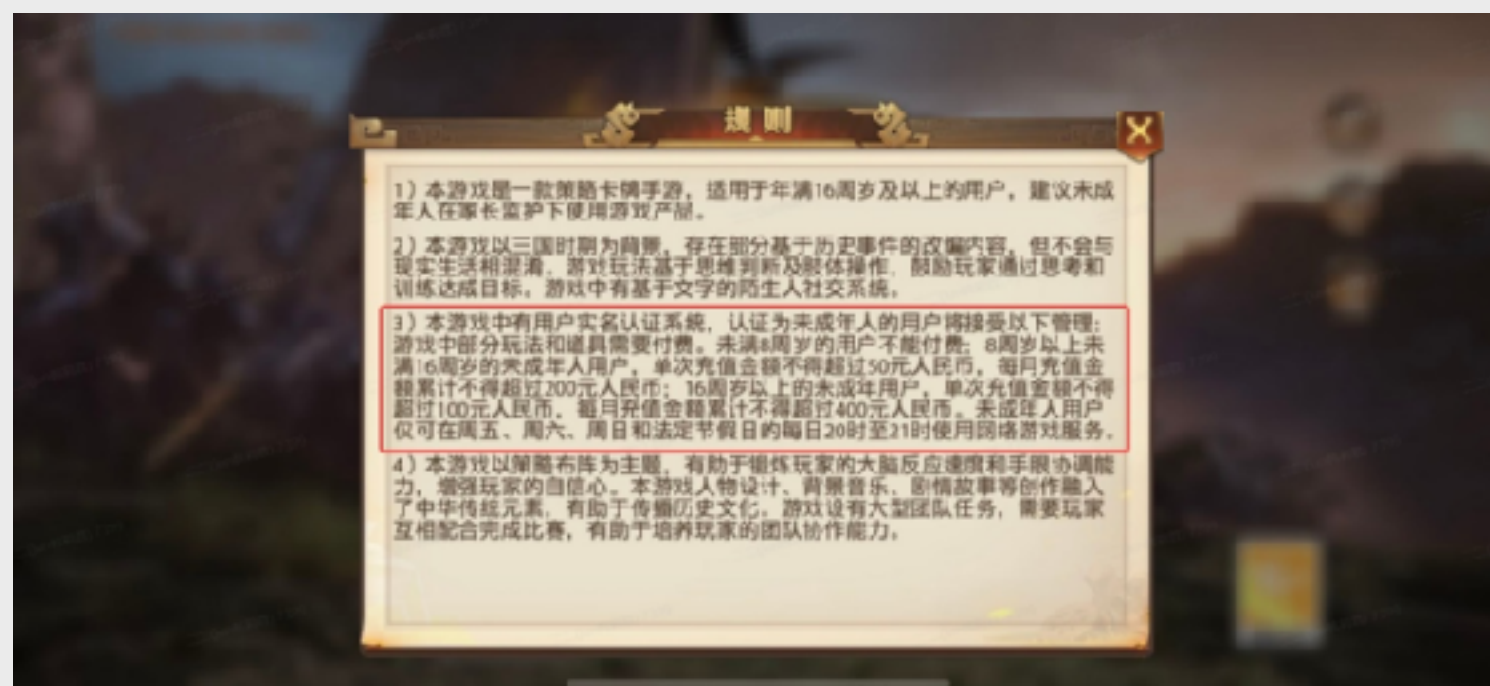 规则
1）本游戏是一款策略卡牌手游，适用于年满16周岁及以上的用户，建议未成
年人在家长监护下使用游戏产品。
2）本游戏以三国时期为背景，存在部分基于历史事件的改编内容，但不会与
现实生活相混淆，游戏玩法基于思维判断及肢体操作，鼓励玩家通过思考和
训练达成目标。游戏中有基于文字的陌生人社交系统。
3）本游戏中有用户实名认证系统，认证为未成年人的用户将接受以下管理：
游戏中部分玩法和道具需要付费。未满8周岁的用户不能付费；8周岁以上未
满16周岁的未成年人用户，单次充值金额不得超过50元人民币，每月充值金
额累计不得超过200元人民币；16周岁以上的未成年用户，单次充值金额不得
超过100元人民币，每月充值金额累计不得超过400元人民币。未成年人用户
仅可在周五、周六、周日和法定节假日的每日20时至21时使用网络游戏服务。
4）本游戏以策略布阵为主题，有助于锻炼玩家的大脑反应速度和手眼协调能
力，增强玩家的自信心。本游戏人物设计、背景音乐、剧情故事等创作融入
了中华传统元素，有助于传播历史文化。游戏设有大型团队任务，需要玩家
互相配合完成比赛，有助于培养玩家的团队协作能力。